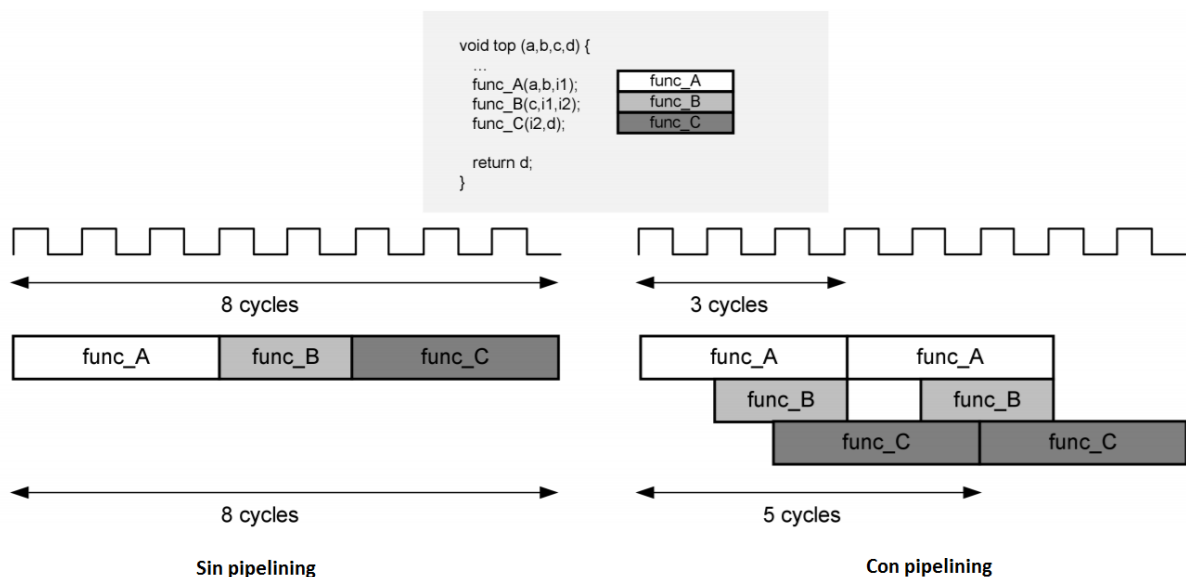 void top (a,b,c,d) {
...
func_A(a,b,i1);
func_B(c,i1,i2);
func_C(i2,d);
return d;
}
func_A
func_B
func_C
8 cycles
func_A func_B func_C
8 cycles
Sin pipelining
3 cycles
func_A func_A
func_B func_B
func_C func_C
5 cycles
Con pipelining